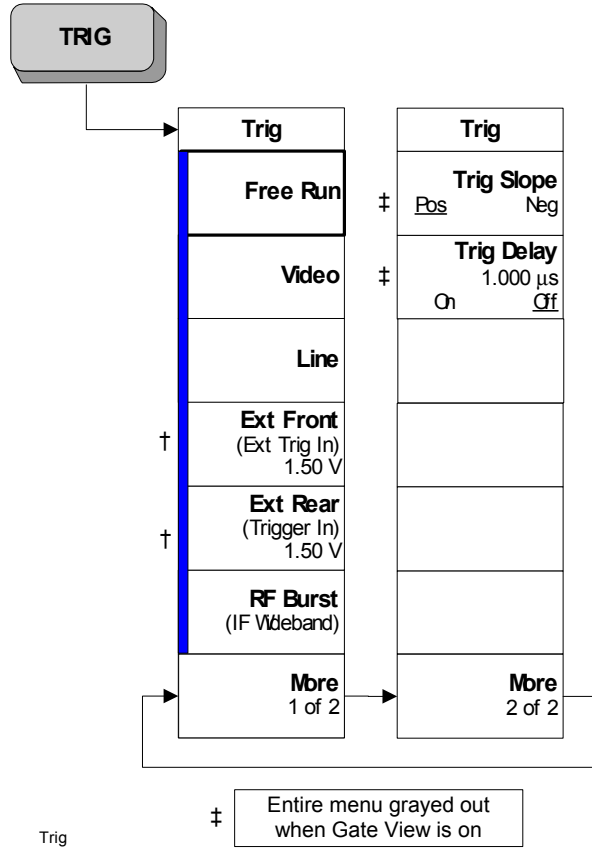 TRIG
Trig
Free Run
Video
Line
†
Ext Front
(Ext Trig In)
1.50 V
†
Ext Rear
(Trigger In)
1.50 V
RF Burst
(IF Wideband)
More
1 of 2
Trig
‡
Trig Slope
Pos Neg
‡
Trig Delay
1.000 μs
On Off
More
2 of 2
‡
Entire menu grayed out
when Gate View is on
Trig